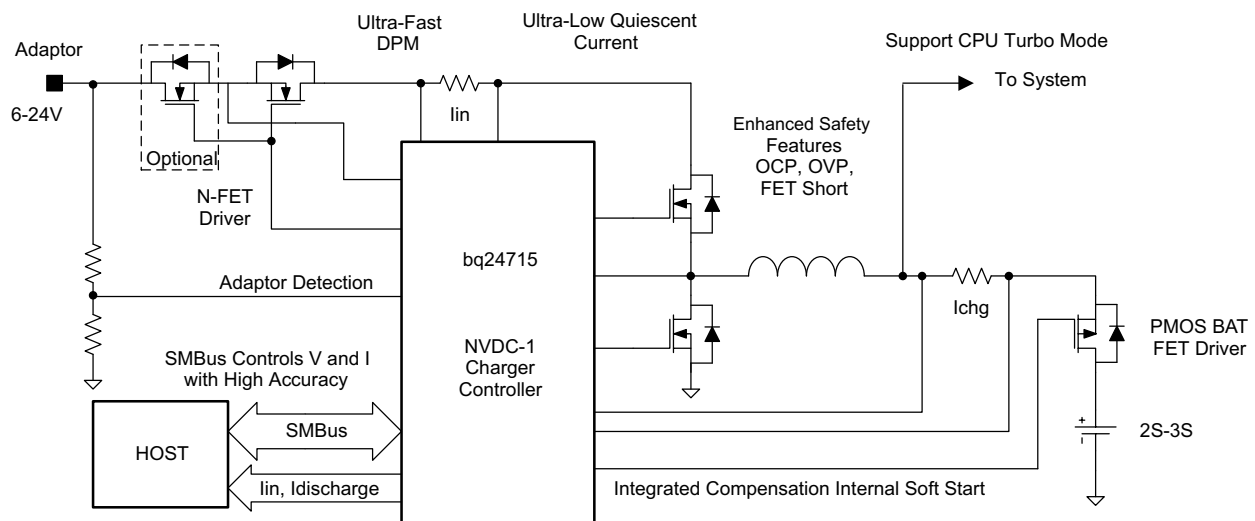 Ultra-Fast
DPM
Ultra-Low Quiescent
Current
Support CPU Turbo Mode
To System
Adaptor
6-24V
Optional
N-FET
Driver
Iin
Enhanced Safety
Features
OCP, OVP,
FET Short
bq24715
NVDC-1
Charger
Controller
Adaptor Detection
Ichg
PMOS BAT
FET Driver
SMBus Controls V and I
with High Accuracy
HOST
SMBus
Iin, Idischarge
+
-
2S-3S
Integrated Compensation Internal Soft Start